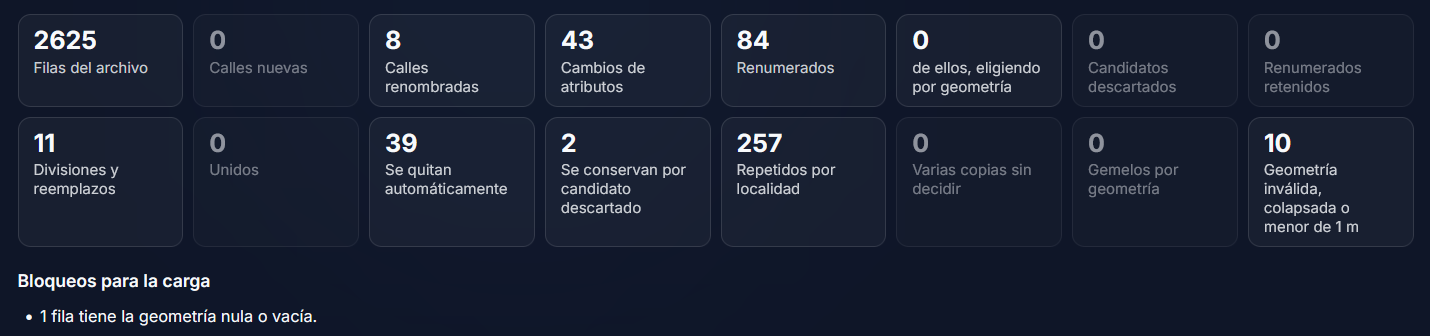 2625
Filas del archivo
0
Calles nuevas
8
Calles
renombradas
43
Cambios de
atributos
84
Renumerados
0
de ellos, eligiendo
por geometría
0
Candidatos
descartados
0
Renumerados
retenidos
11
Divisiones y
reemplazos
0
Unidos
39
Se quitan
automáticamente
2
Se conservan por
candidato
descartado
257
Repetidos por
localidad
0
Varias copias sin
decidir
0
Gemelos por
geometría
10
Geometría
inválida,
colapsada o
menor de 1 m
Bloqueos para la carga
• 1 fila tiene la geometría nula o vacía.